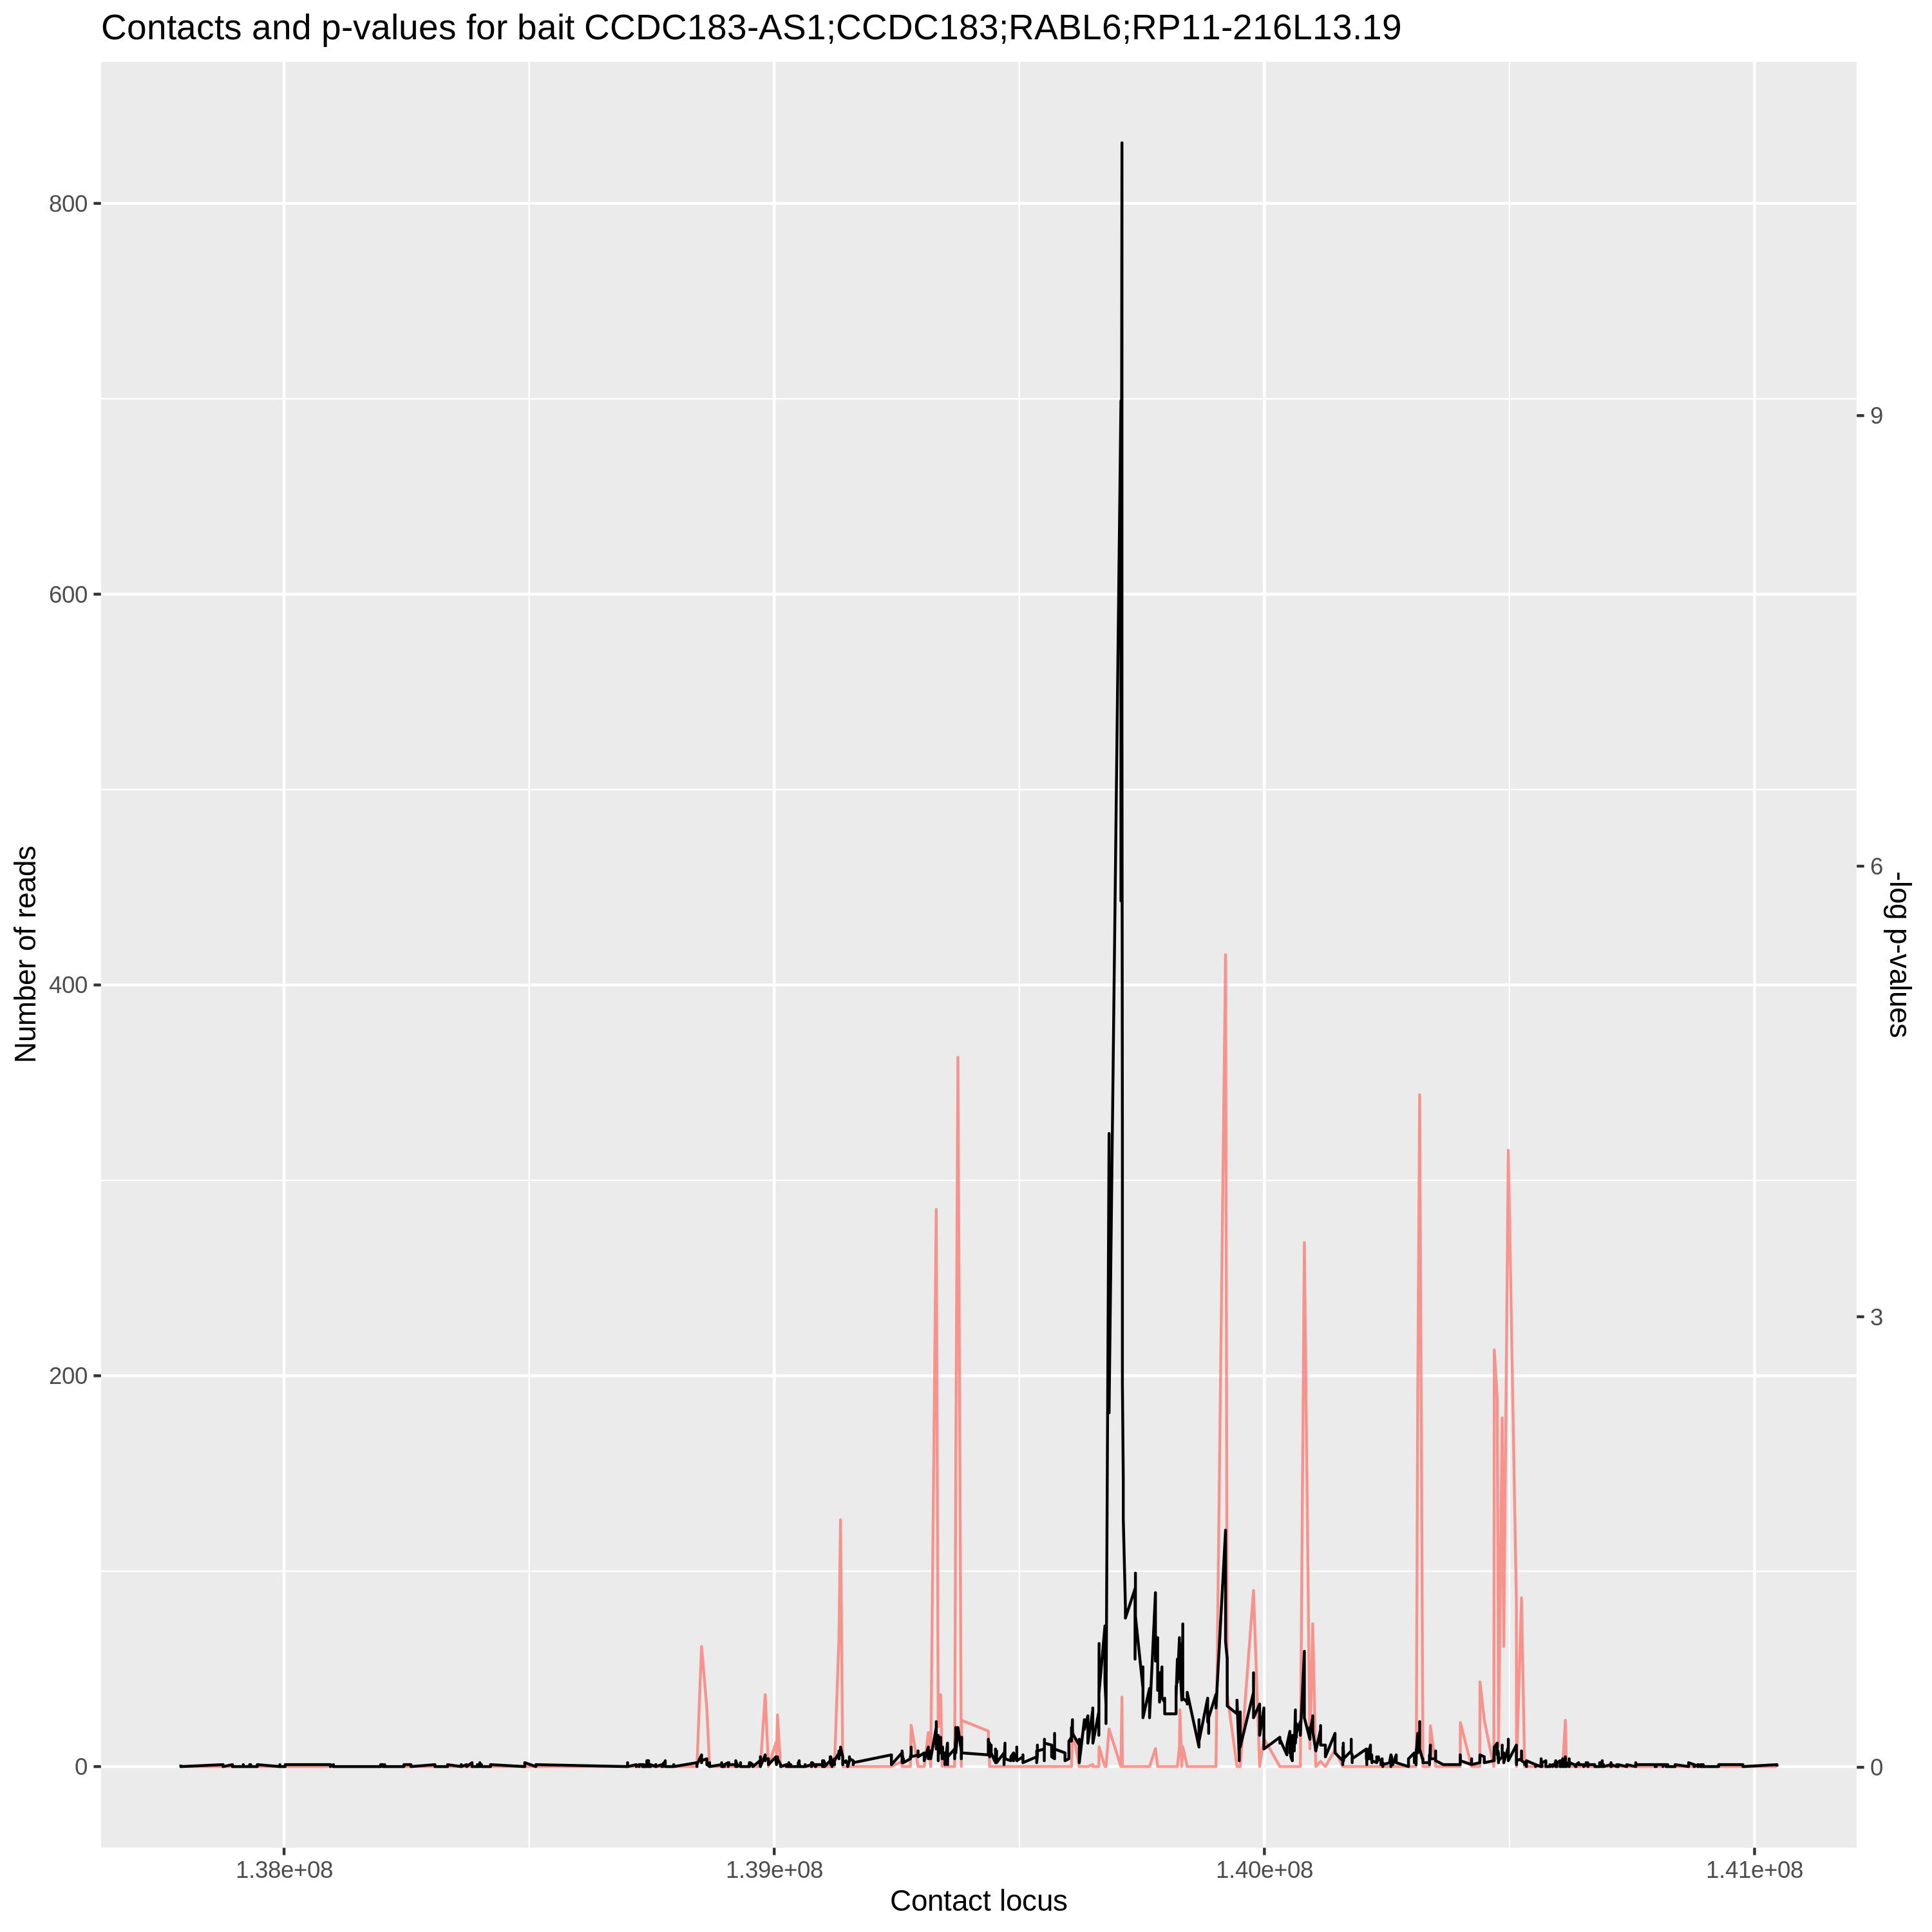 Contacts and p-values for bait CCDC183-AS1;CCDC183;RABL6;RP11-216L13.19
800
600
400
200
0
Number of reads
9
6
3
0
-log p-values
1.38e+08
1.39e+08
1.40e+08
1.41e+08
Contact locus